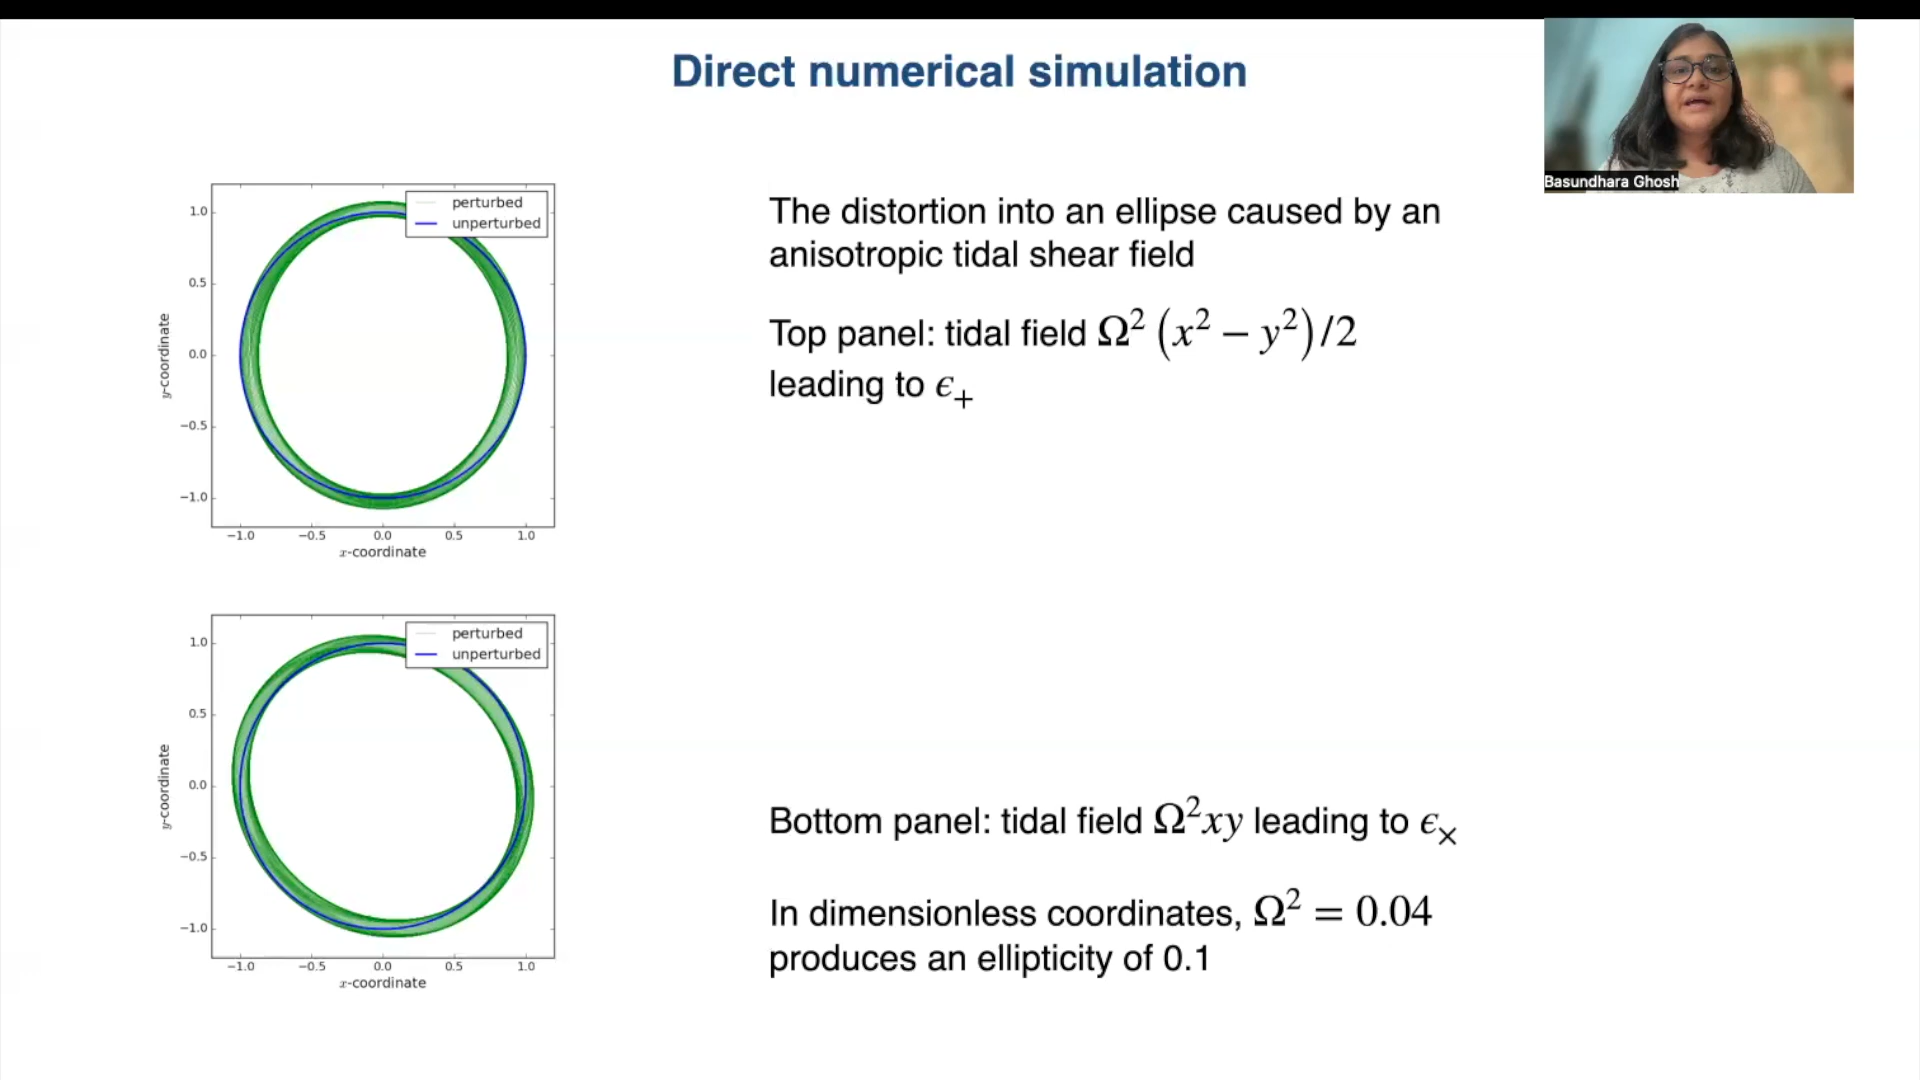 Direct numerical simulation
Basundhara Ghosh
perturbed
unperturbed
1.0
0.5
0.0
−0.5
−1.0
y-coordinate
−1.0 −0.5 0.0 0.5 1.0
x-coordinate
The distortion into an ellipse caused by an
anisotropic tidal shear field
Top panel: tidal field Ω² (x² − y²)/2
leading to ϵ₊
perturbed
unperturbed
1.0
0.5
0.0
−0.5
−1.0
y-coordinate
−1.0 −0.5 0.0 0.5 1.0
x-coordinate
Bottom panel: tidal field Ω²xy leading to ϵ×
In dimensionless coordinates, Ω² = 0.04
produces an ellipticity of 0.1